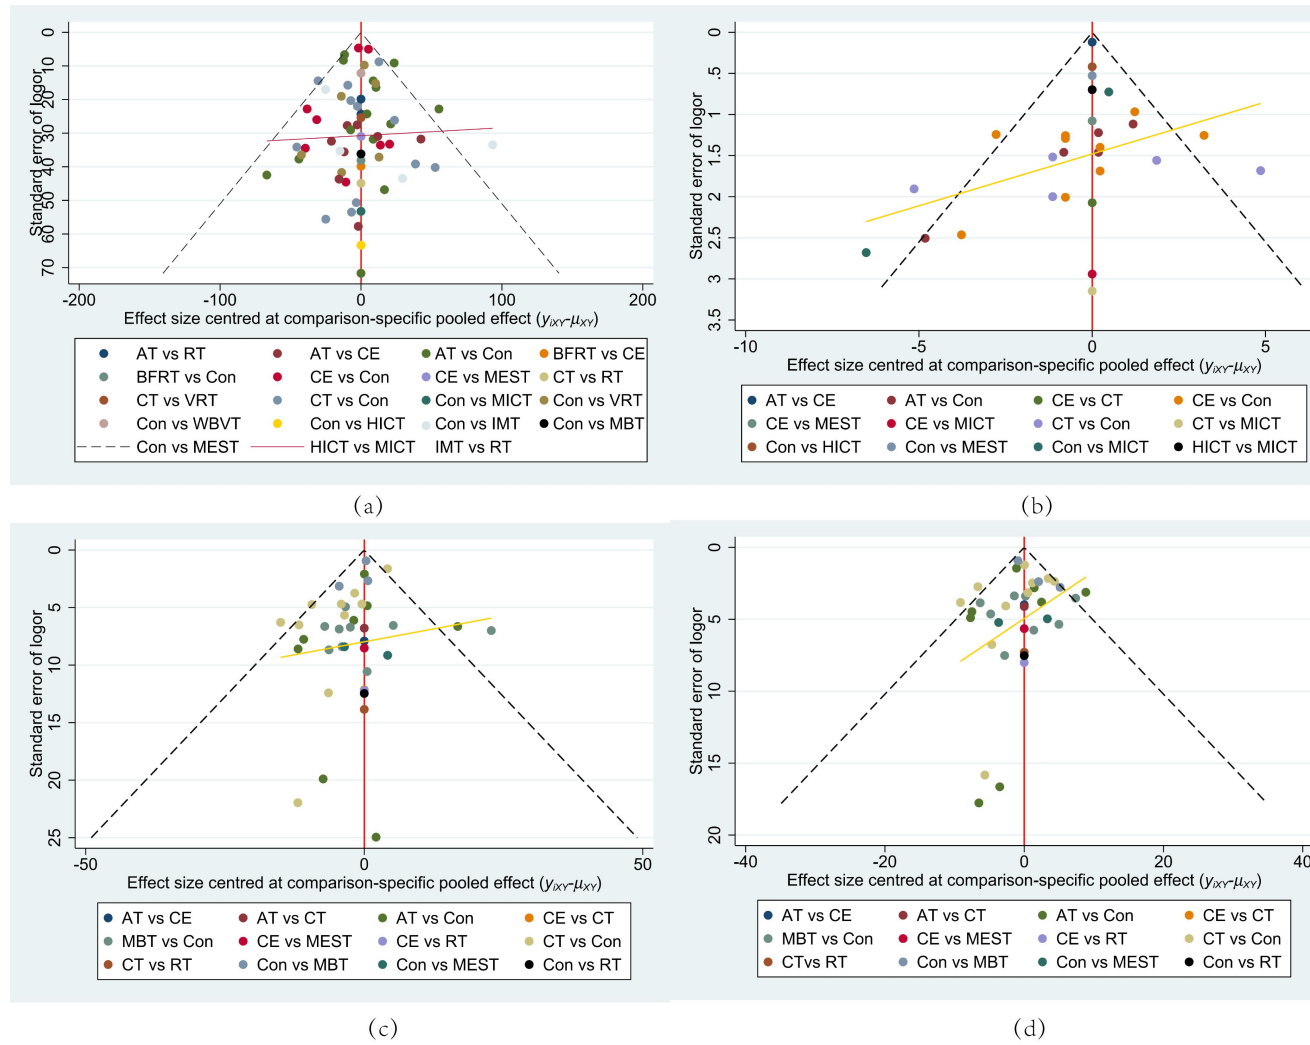 Standard error of logor
0
10
20
30
40
50
60
70
-200
-100
0
100
200
Effect size centred at comparison-specific pooled effect (yiXY-μXY)
AT vs RT
AT vs CE
AT vs Con
BFRT vs CE
BFRT vs Con
CE vs Con
CE vs MEST
CT vs RT
CT vs VRT
CT vs Con
Con vs MICT
Con vs VRT
Con vs WBVT
Con vs HICT
Con vs IMT
Con vs MBT
Con vs MEST
HICT vs MICT
IMT vs RT
(a)
Standard error of logor
0
.5
1
1.5
2
2.5
3
3.5
-10
-5
0
5
Effect size centred at comparison-specific pooled effect (yiXY-μXY)
AT vs CE
AT vs Con
CE vs CT
CE vs Con
CE vs MEST
CE vs MICT
CT vs Con
CT vs MICT
Con vs HICT
Con vs MEST
Con vs MICT
HICT vs MICT
(b)
Standard error of logor
0
5
10
15
20
25
-50
0
50
Effect size centred at comparison-specific pooled effect (yiXY-μXY)
AT vs CE
AT vs CT
AT vs Con
CE vs CT
MBT vs Con
CE vs MEST
CE vs RT
CT vs Con
CT vs RT
Con vs MBT
Con vs MEST
Con vs RT
(c)
Standard error of logor
0
5
10
15
20
-40
-20
0
20
40
Effect size centred at comparison-specific pooled effect (yiXY-μXY)
AT vs CE
AT vs CT
AT vs Con
CE vs CT
MBT vs Con
CE vs MEST
CE vs RT
CT vs Con
CTvs RT
Con vs MBT
Con vs MEST
Con vs RT
(d)